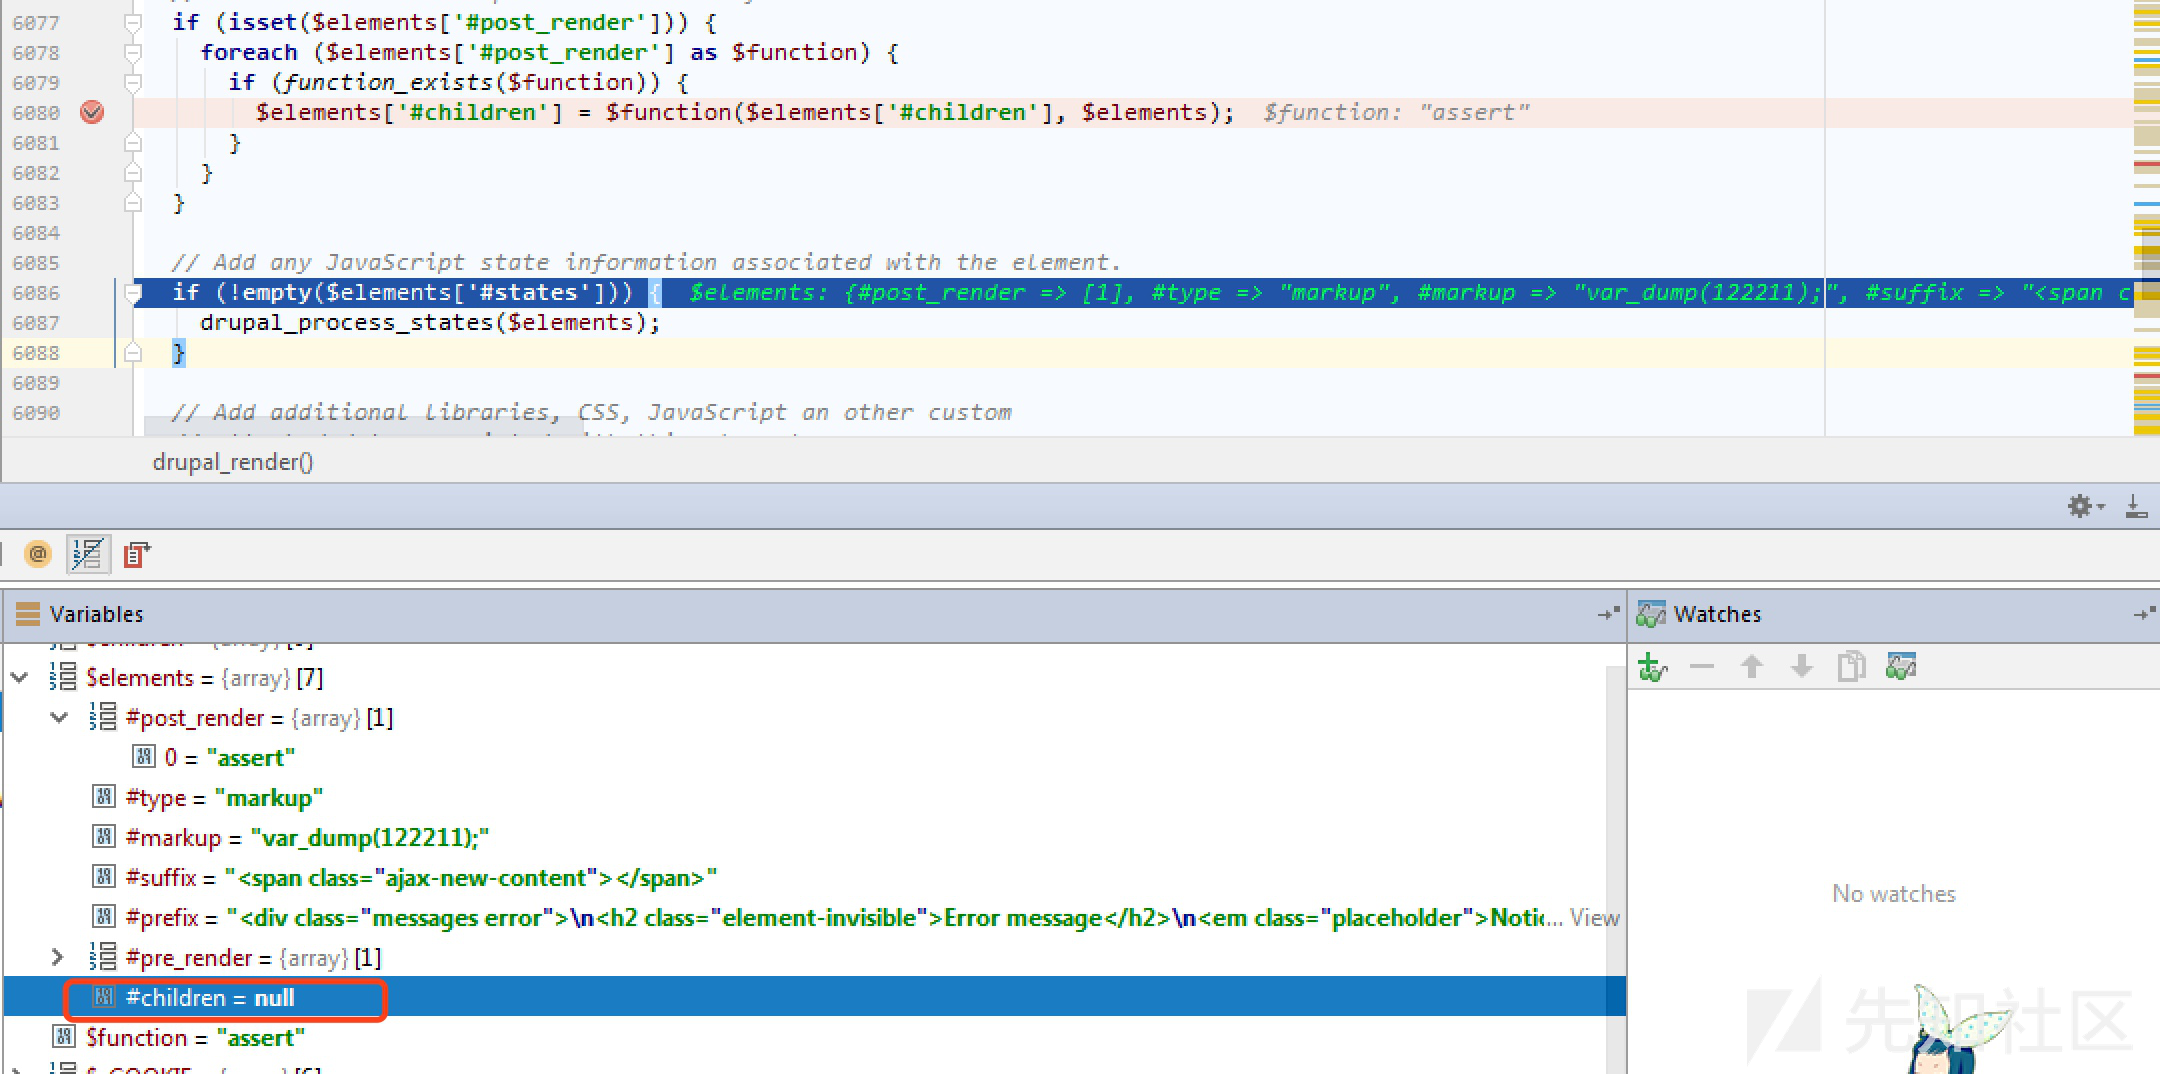 6077 if (isset($elements['#post_render'])) {
6078 foreach ($elements['#post_render'] as $function) {
6079 if (function_exists($function)) {
6080 $elements['#children'] = $function($elements['#children'], $elements); $function: "assert"
6081 }
6082 }
6083 }
6084
6085 // Add any JavaScript state information associated with the element.
6086 if (!empty($elements['#states'])) { $elements: {#post_render => [1], #type => "markup", #markup => "var_dump(122211);", #suffix => "<span c
6087 drupal_process_states($elements);
6088 }
6089
6090 // Add additional libraries, CSS, JavaScript an other custom
drupal_render()
Variables
Watches
$elements = {array} [7]
#post_render = {array} [1]
0 = "assert"
#type = "markup"
#markup = "var_dump(122211);"
#suffix = "<span class="ajax-new-content"></span>"
#prefix = "<div class="messages error">\n<h2 class="element-invisible">Error message</h2>\n<em class="placeholder">Notic... View
#pre_render = {array} [1]
#children = null
$function = "assert"
No watches
先知社区